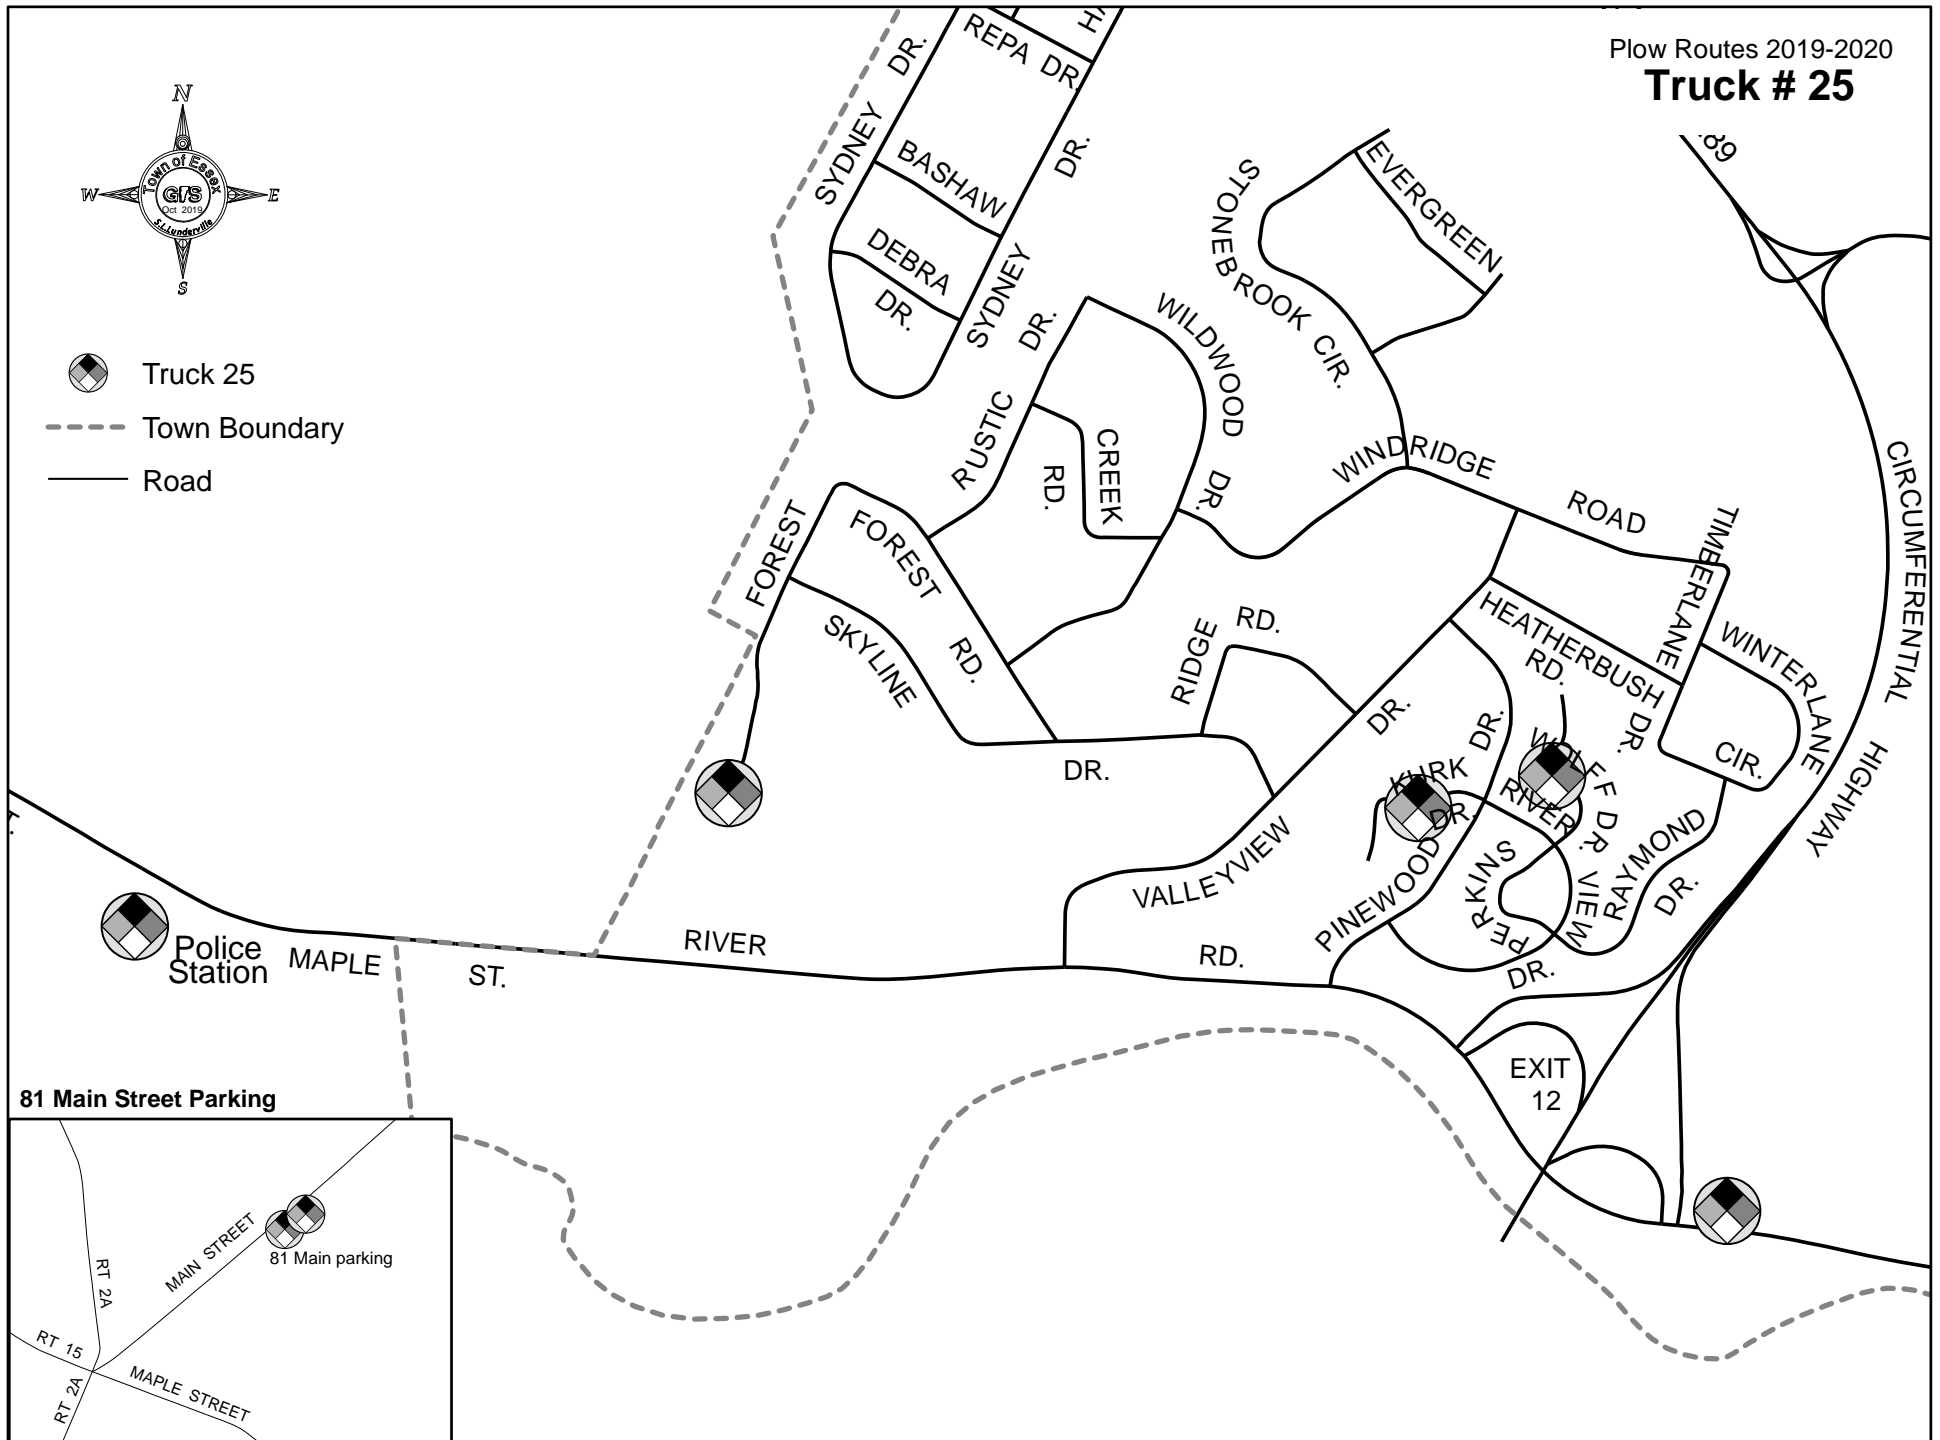 Plow Routes 2019-2020
Truck # 25
N
W
E
S
Town of Essex
GIS
Oct 2019
S.L.Lunderville
Truck 25
Town Boundary
Road
REPA DR.
SYDNEY DR.
BASHAW
DEBRA
DR.
SYDNEY DR.
STONEBROOK CIR.
EVERGREEN
WILDWOOD DR.
RUSTIC DR.
CREEK
RD.
WINDRIDGE ROAD
TIMBERLANE
DR.
WINTERLANE
CIR.
CIRCUMFERENTIAL HIGHWAY
FOREST
FOREST RD.
SKYLINE
DR.
RIDGE RD.
HEATHERBUSH
RD.
VALLEYVIEW DR.
PINEWOOD DR.
KURK
DR.
WOLFF DR.
RIVER VIEW
DR.
PERKINS
RAYMOND
DR.
Police
Station
MAPLE ST.
RIVER RD.
EXIT
12
81 Main Street Parking
MAIN STREET
81 Main parking
RT 2A
RT 15
RT 2A
MAPLE STREET